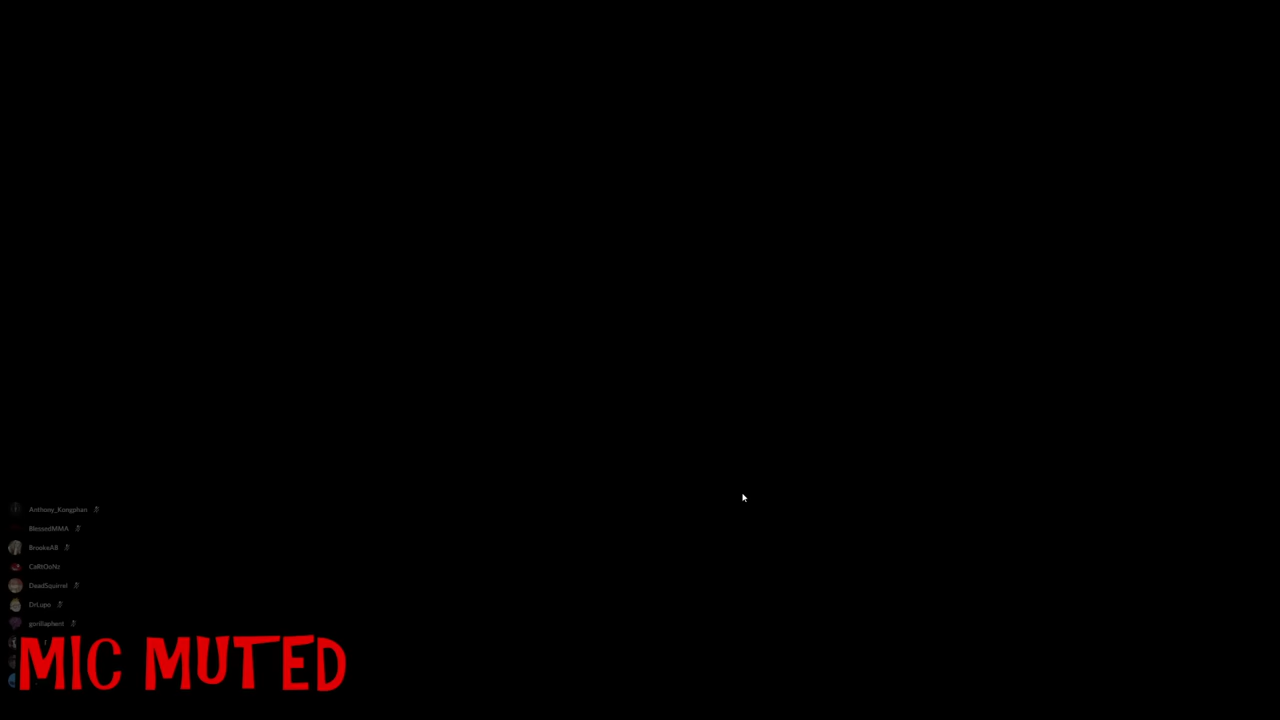 Anthony_Kongphan
BlessedMMA
BrookeAB
CaRtOoNz
DeadSquirrel
DrLupo
gorillaphent
MIC MUTED